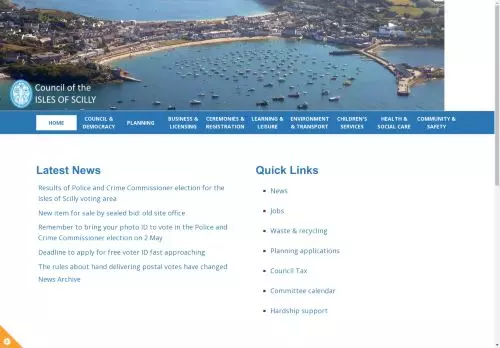 Council of the
ISLES OF SCILLY
HOME
COUNCIL &
DEMOCRACY
PLANNING
BUSINESS &
LICENSING
CEREMONIES &
REGISTRATION
LEARNING &
LEISURE
ENVIRONMENT
& TRANSPORT
CHILDREN'S
SERVICES
HEALTH &
SOCIAL CARE
COMMUNITY &
SAFETY
Latest News
Results of Police and Crime Commissioner election for the
Isles of Scilly voting area
New item for sale by sealed bid: old site office
Remember to bring your photo ID to vote in the Police and
Crime Commissioner election on 2 May
Deadline to apply for free voter ID fast approaching
The rules about hand delivering postal votes have changed
News Archive
Quick Links
News
Jobs
Waste & recycling
Planning applications
Council Tax
Committee calendar
Hardship support